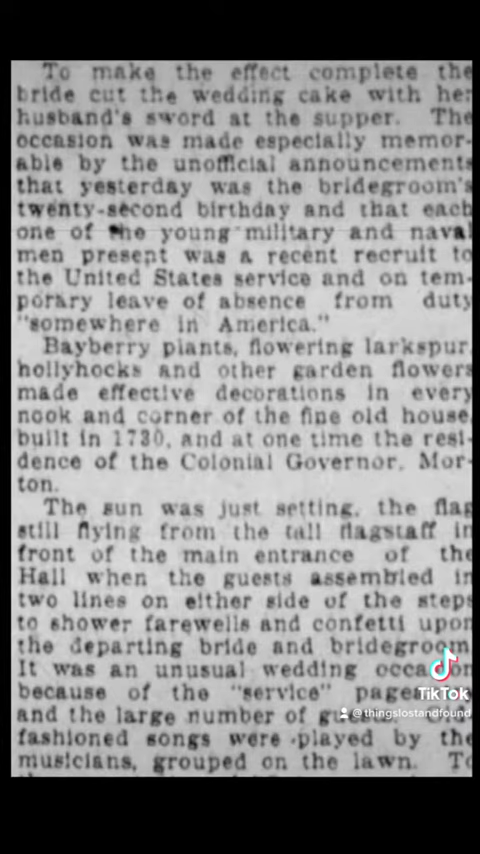 To make the effect complete the
bride cut the wedding cake with her
husband's sword at the supper. The
occasion was made especially memor-
able by the unofficial announcements
that yesterday was the bridegroom's
twenty-second birthday and that each
one of the young military and naval
men present was a recent recruit to
the United States service and on tem-
porary leave of absence from duty
"somewhere in America."
Bayberry plants, flowering larkspur,
hollyhocks and other garden flowers
made effective decorations in every
nook and corner of the fine old house,
built in 1730, and at one time the resi-
dence of the Colonial Governor, Mor-
ton.
The sun was just setting, the flag
still flying from the tall flagstaff in
front of the main entrance of the
Hall when the guests assembled in
two lines on either side of the steps
to shower farewells and confetti upon
the departing bride and bridegroom.
It was an unusual wedding occasion
because of the "service"
and the large number of
fashioned songs were played by the
musicians, grouped on the lawn. To
TikTok
@thingslostandfound